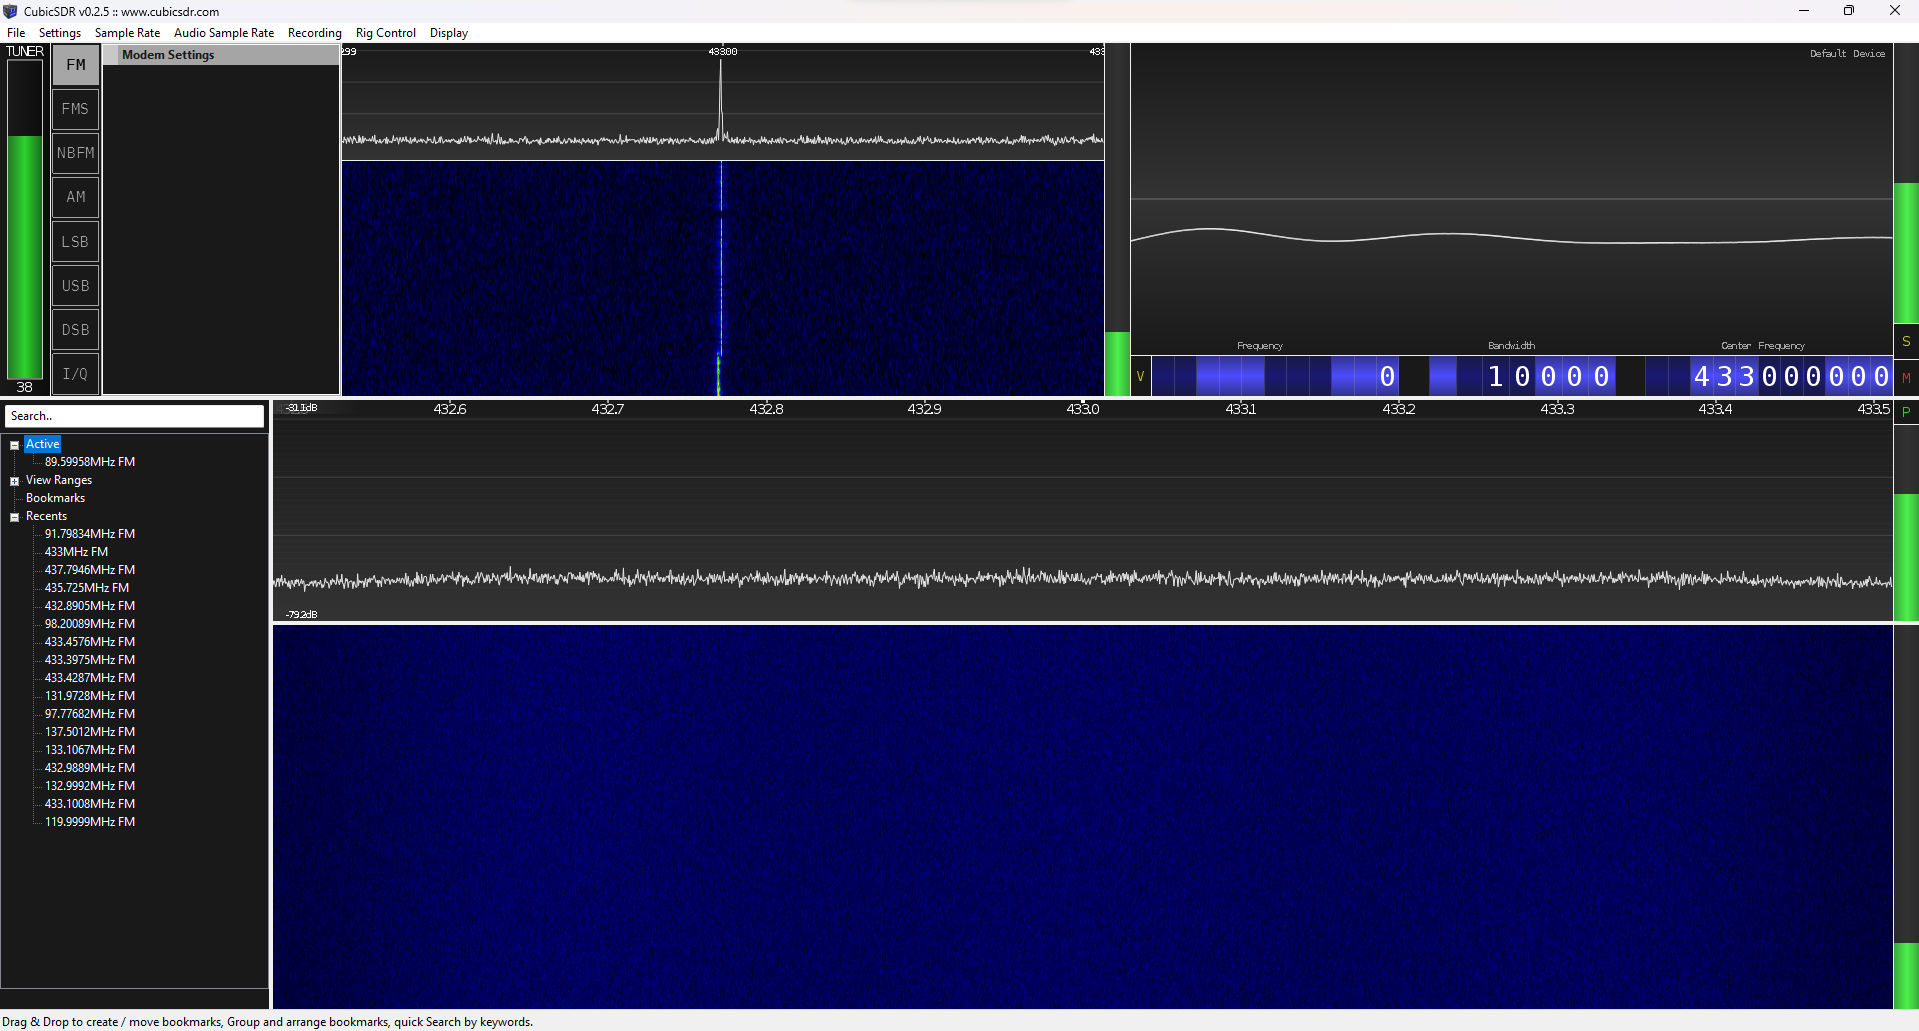 CubicSDR v0.2.5 :: www.cubicsdr.com
File Settings Sample Rate Audio Sample Rate Recording Rig Control Display
TUNER
38
FM
FMS
NBFM
AM
LSB
USB
DSB
I/Q
Modem Settings
433.00
Default Device
Frequency Bandwidth Center Frequency
V 0 10000 433000000
S
M
P
Search..
Active
89.59958MHz FM
View Ranges
Bookmarks
Recents
91.79834MHz FM
433MHz FM
437.7946MHz FM
435.725MHz FM
432.8905MHz FM
98.20089MHz FM
433.4576MHz FM
433.3975MHz FM
433.4287MHz FM
131.9728MHz FM
97.77682MHz FM
137.5012MHz FM
133.1067MHz FM
432.9889MHz FM
132.9992MHz FM
433.1008MHz FM
119.9999MHz FM
-31.1dB 432.6 432.7 432.8 432.9 433.0 433.1 433.2 433.3 433.4 433.5
-79.2dB
Drag & Drop to create / move bookmarks, Group and arrange bookmarks, quick Search by keywords.